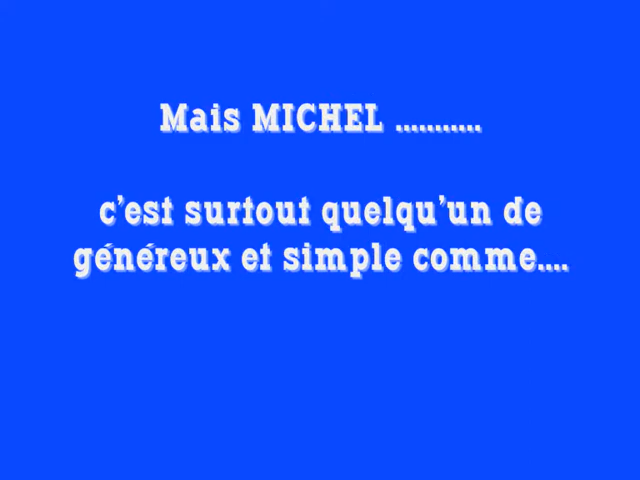 Mais MICHEL ...........
c'est surtout quelqu'un de
généreux et simple comme....